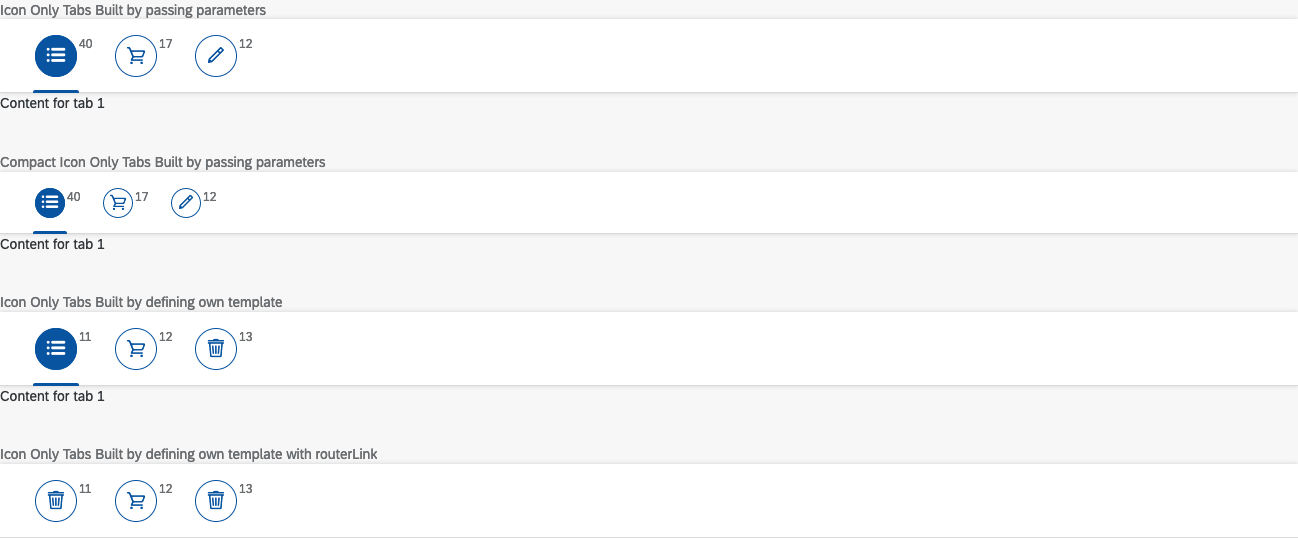 Icon Only Tabs Built by passing parameters
40 17 12
Content for tab 1
Compact Icon Only Tabs Built by passing parameters
40 17 12
Content for tab 1
Icon Only Tabs Built by defining own template
11 12 13
Content for tab 1
Icon Only Tabs Built by defining own template with routerLink
11 12 13